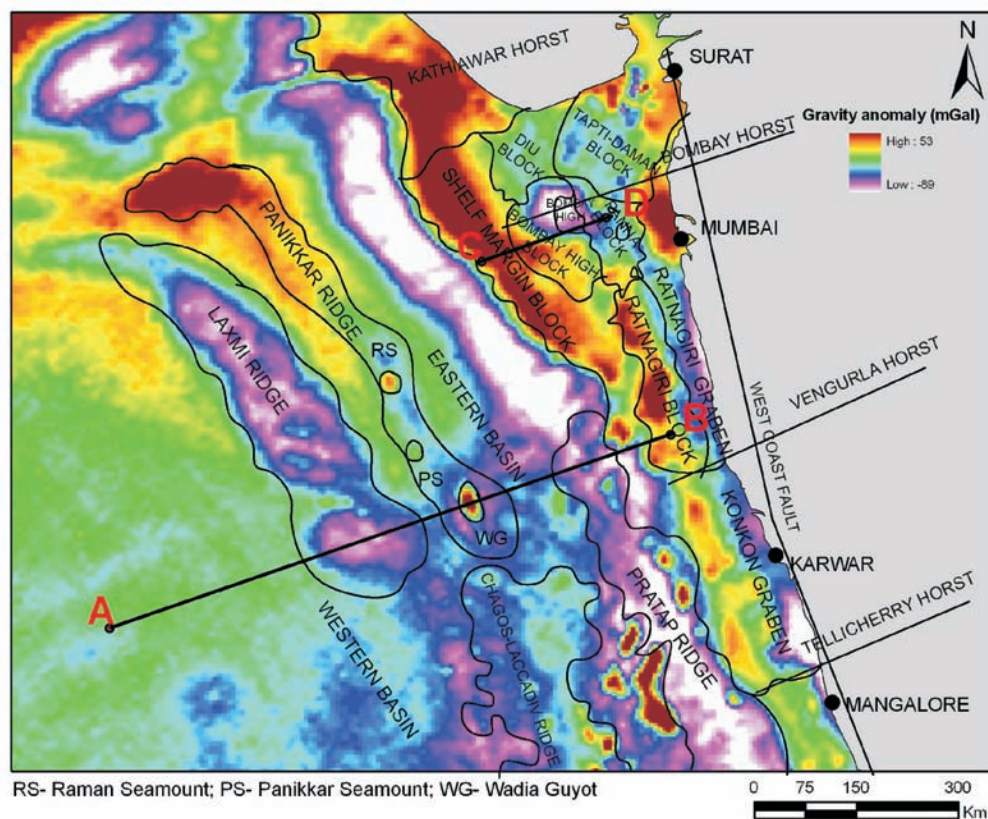 N
KATHIAWAR HORST
SURAT
Gravity anomaly (mGal)
High : 53
Low : -89
DIU
BLOCK
TAPTI-DAMAN
BLOCK
BOMBAY HORST
SHELF MARGIN BLOCK
HIGH
BOMBAY HIGH
BLOCK
BLOCK
D
C
MUMBAI
PANIKKAR RIDGE
LAXMI RIDGE
RS
EASTERN BASIN
RATNAGIRI BLOCK
RATNAGIRI GRABEN
WEST COAST FAULT
VENGURLA HORST
B
PS
WG
KONKON GRABEN
KARWAR
A
WESTERN BASIN
CHAGOS-LACCADIV RIDGE
PRATAP RIDGE
TELLICHERRY HORST
MANGALORE
RS- Raman Seamount; PS- Panikkar Seamount; WG- Wadia Guyot
0 75 150 300
Km